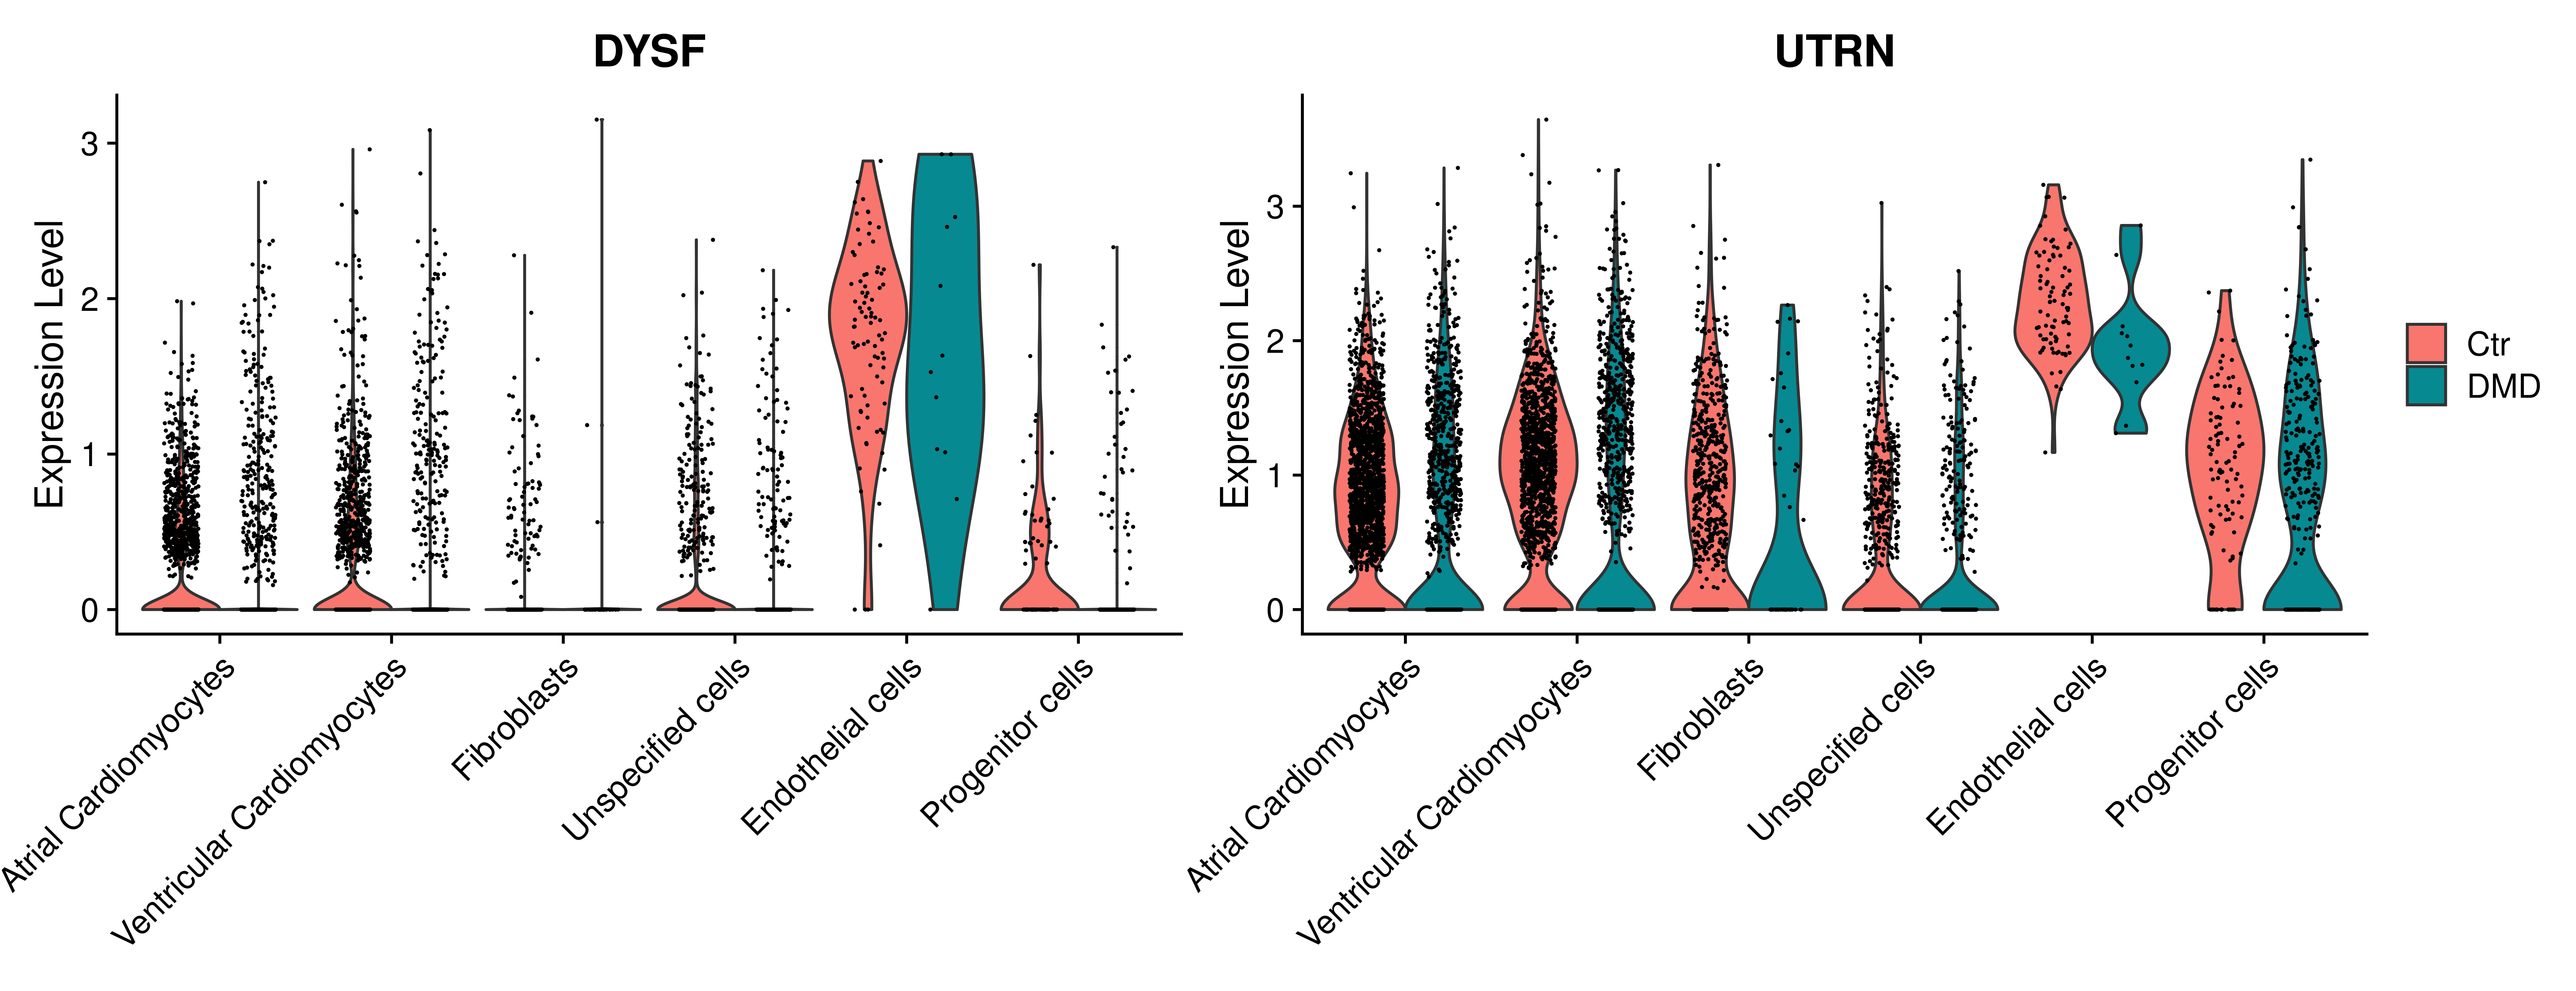 DYSF
Expression Level
3
2
1
0
Atrial Cardiomyocytes
Ventricular Cardiomyocytes
Fibroblasts
Unspecified cells
Endothelial cells
Progenitor cells
UTRN
Expression Level
3
2
1
0
Atrial Cardiomyocytes
Ventricular Cardiomyocytes
Fibroblasts
Unspecified cells
Endothelial cells
Progenitor cells
Ctr
DMD